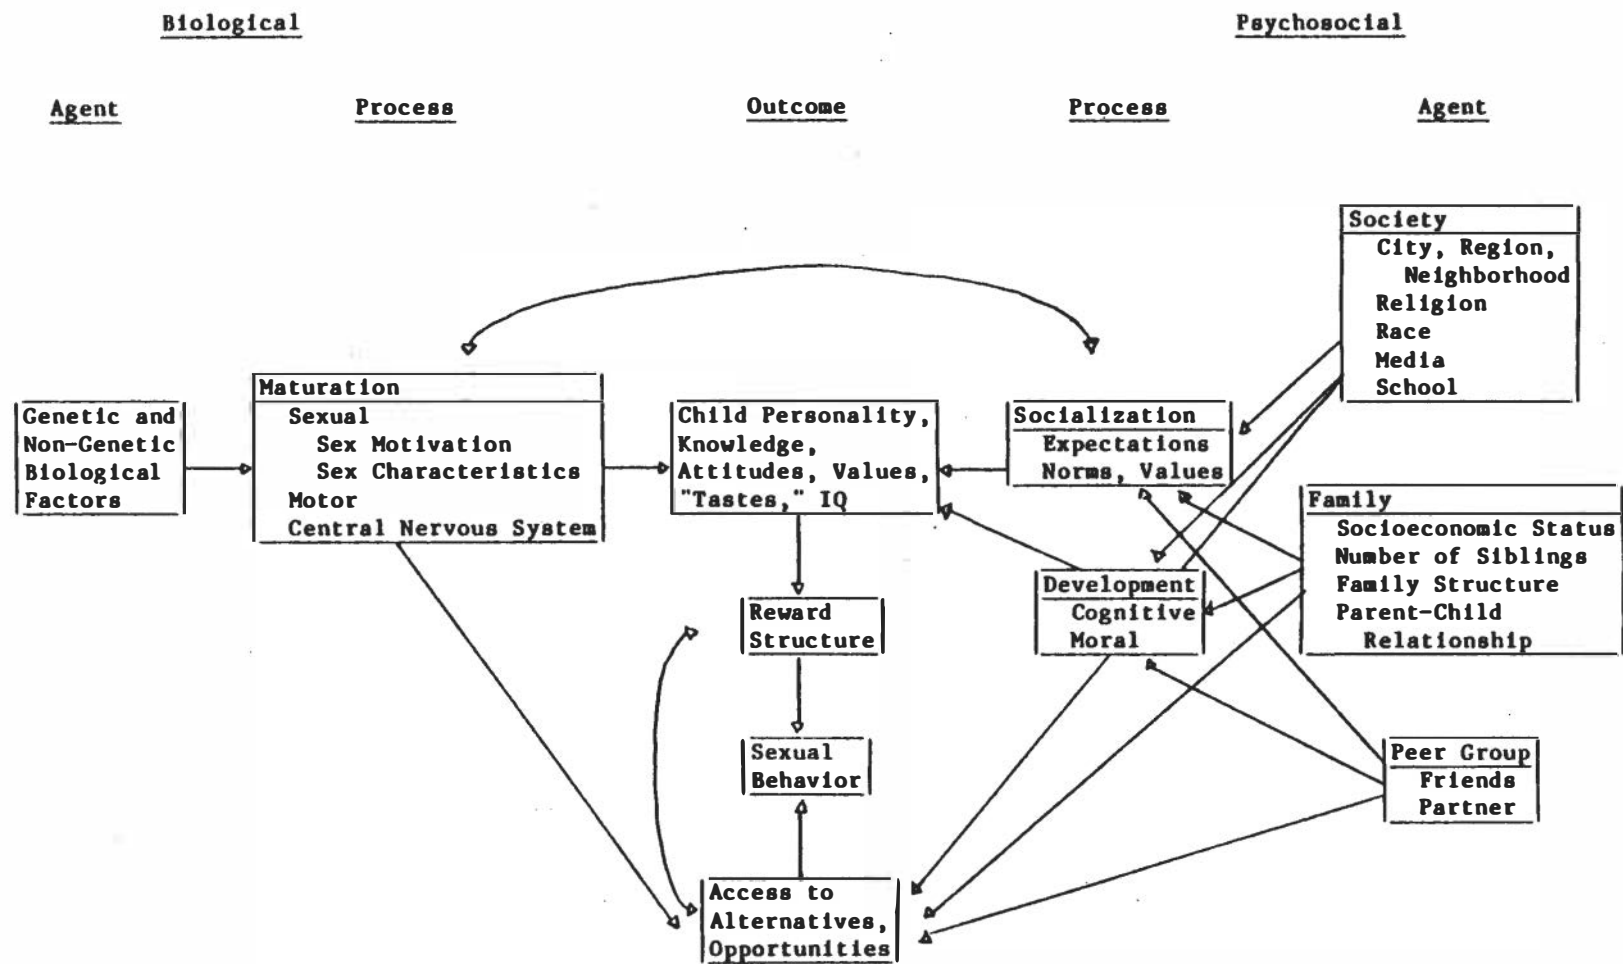 Biological
Psychosocial
Agent
Process
Outcome
Process
Agent
Society
City, Region,
Neighborhood
Religion
Race
Media
School
Maturation
Sexual
Sex Motivation
Sex Characteristics
Motor
Central Nervous System
Genetic and
Non-Genetic
Biological
Factors
Child Personality,
Knowledge,
Attitudes, Values,
"Tastes," IQ
Socialization
Expectations
Norms, Values
Family
Socioeconomic Status
Number of Siblings
Family Structure
Parent-Child
Relationship
Development
Cognitive
Moral
Reward
Structure
Sexual
Behavior
Peer Group
Friends
Partner
Access to
Alternatives,
Opportunities